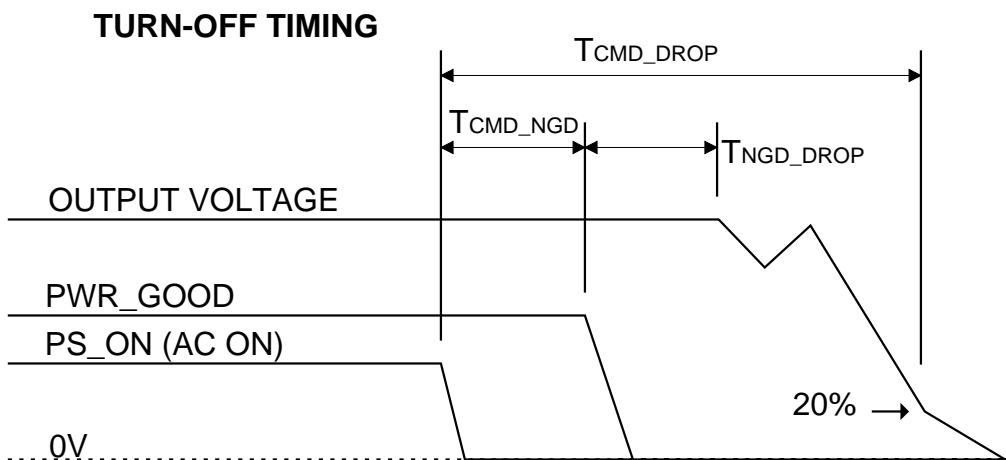 TURN-OFF TIMING
TCMD_DROP
TCMD_NGD
TNGD_DROP
OUTPUT VOLTAGE
PWR_GOOD
PS_ON (AC ON)
20%
0V